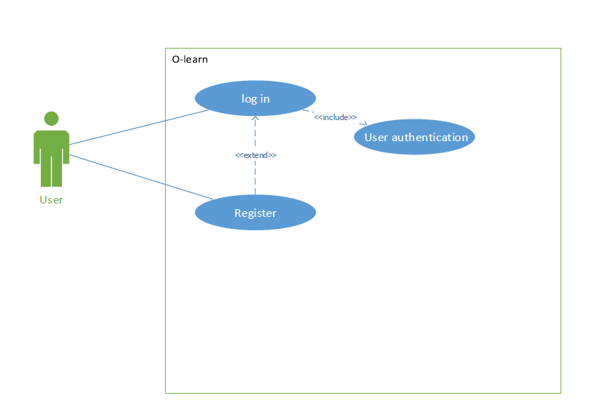 O-learn
log in
<<include>>
User authentication
<<extend>>
User
Register